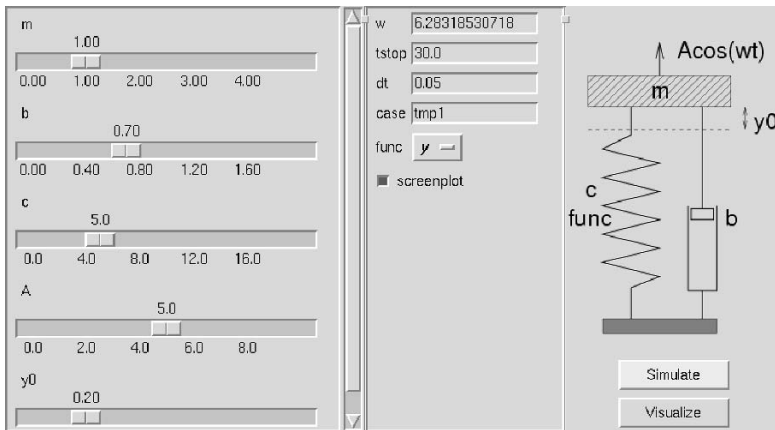 m
1.00
0.00 1.00 2.00 3.00 4.00
b
0.70
0.00 0.40 0.80 1.20 1.60
c
5.0
0.0 4.0 8.0 12.0 16.0
A
5.0
0.0 2.0 4.0 6.0 8.0
y0
0.20
w 6.28318530718
tstop 30.0
dt 0.05
case tmp1
func y
screenplot
Acos(wt)
m
y0
c
func
b
Simulate
Visualize